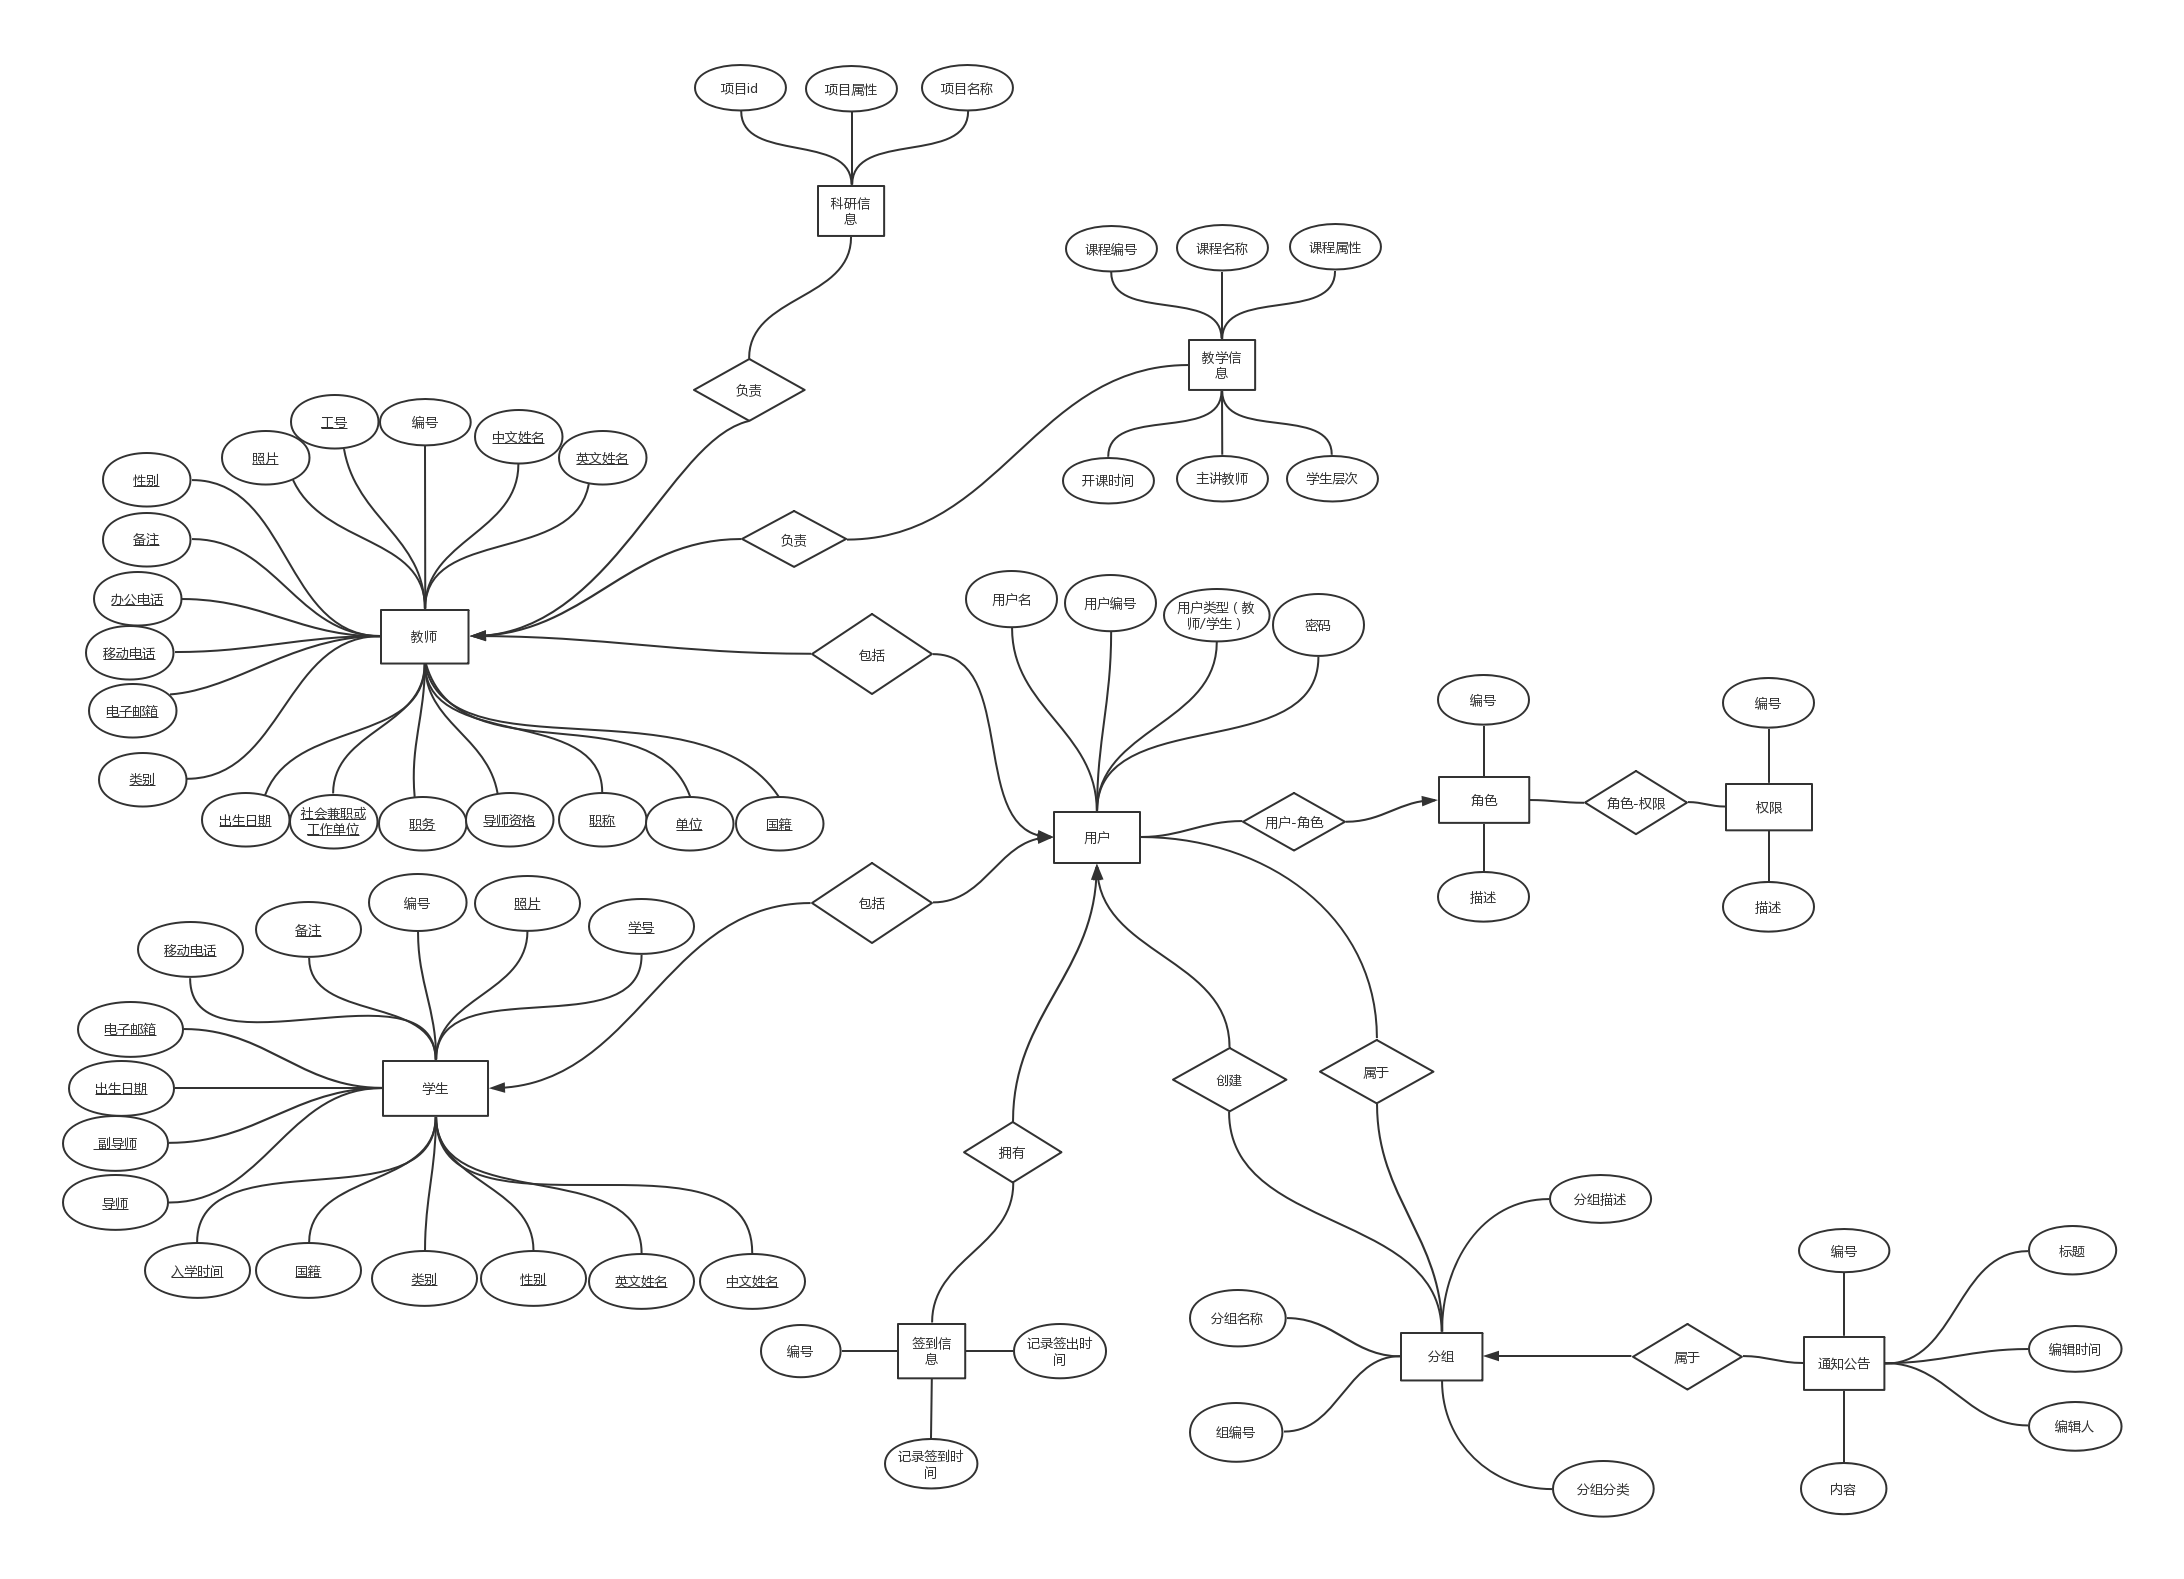 项目id
项目属性
项目名称
科研信
息
课程编号
课程名称
课程属性
教学信
息
负责
工号
编号
中文姓名
英文姓名
照片
性别
开课时间
主讲教师
学生层次
备注
负责
办公电话
用户名
用户编号
用户类型（教
师/学生）
密码
教师
移动电话
包括
电子邮箱
编号
编号
类别
出生日期
社会兼职或
工作单位
职务
导师资格
职称
单位
国籍
用户
用户-角色
角色
角色-权限
权限
包括
描述
描述
移动电话
备注
编号
照片
学号
电子邮箱
出生日期
学生
创建
属于
副导师
拥有
导师
分组描述
入学时间
国籍
类别
性别
英文姓名
中文姓名
编号
标题
分组名称
编号
签到信
息
记录签出时
间
分组
属于
通知公告
编辑时间
组编号
编辑人
记录签到时
间
分组分类
内容